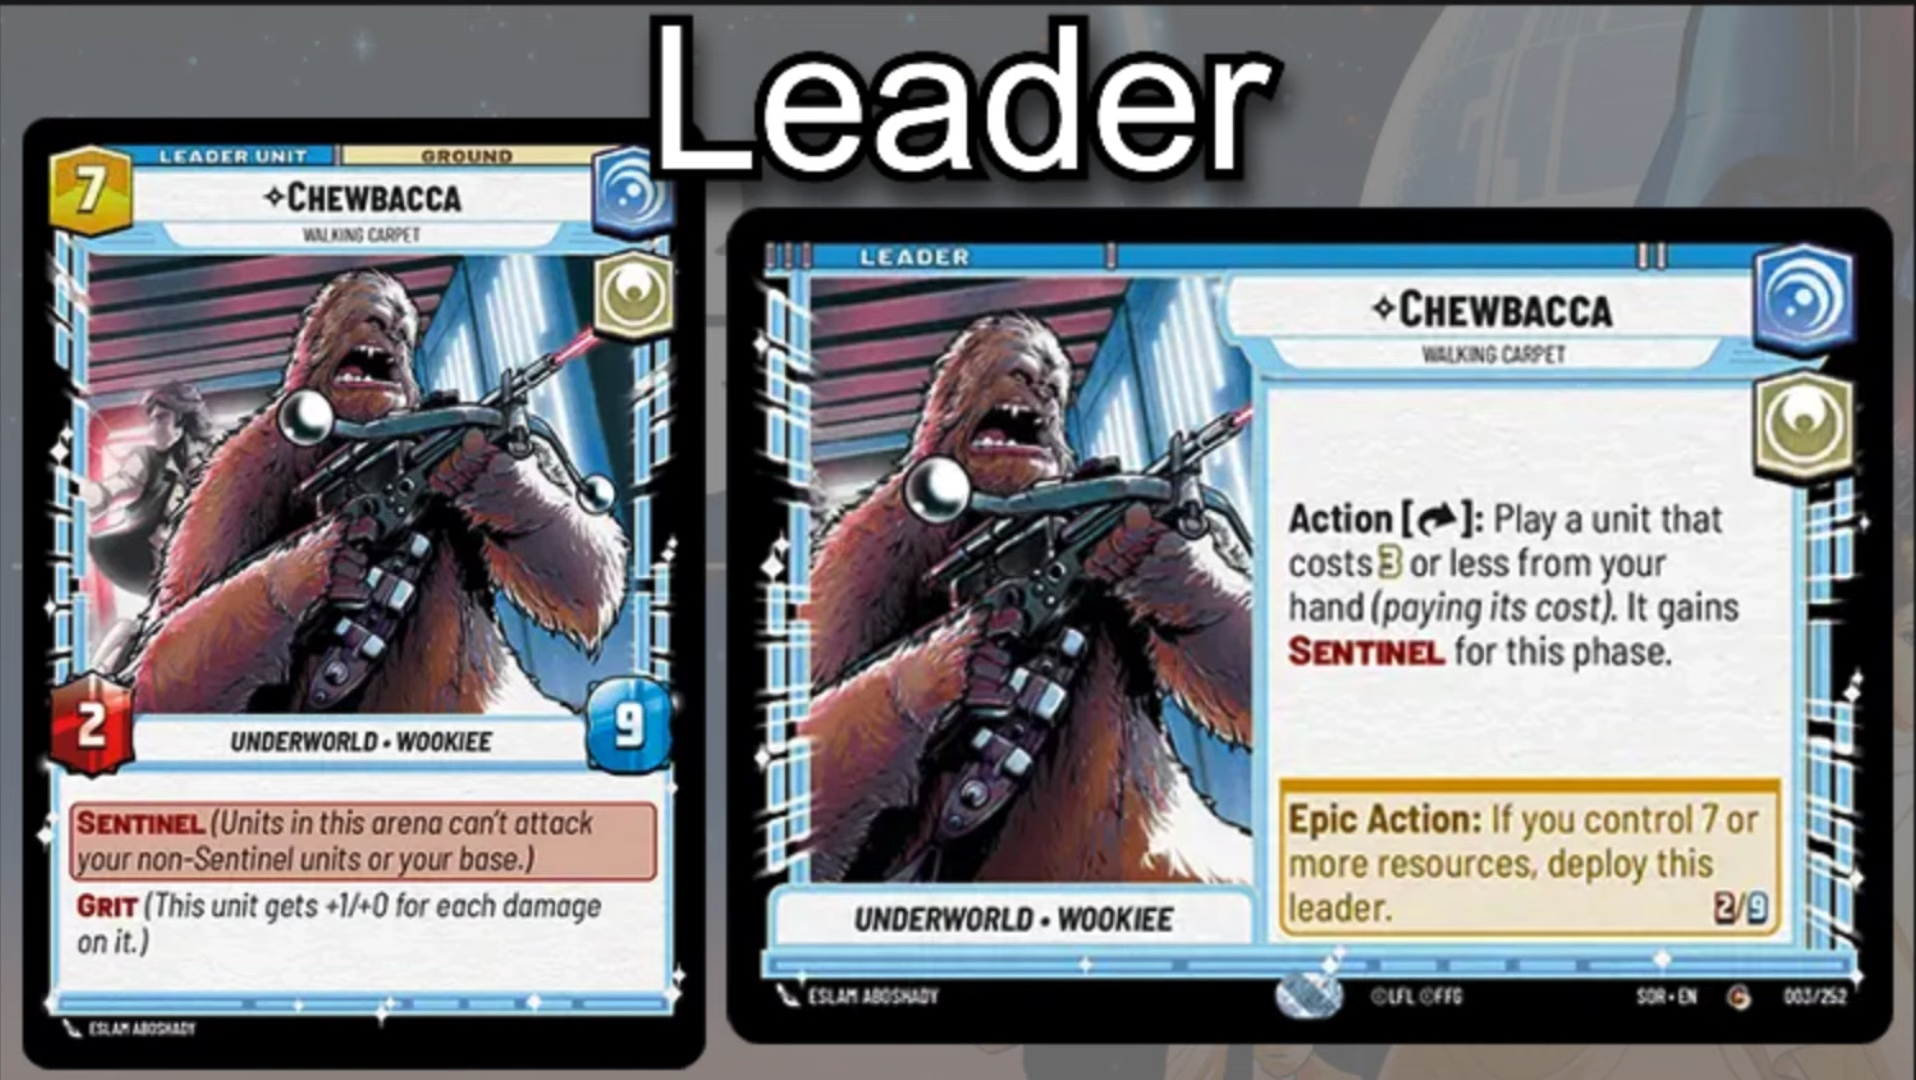 Leader
LEADER UNIT
GROUND
7
CHEWBACCA
WALKING CARPET
2
UNDERWORLD • WOOKIEE
9
SENTINEL (Units in this arena can't attack
your non-Sentinel units or your base.)
GRIT (This unit gets +1/+0 for each damage
on it.)
ESLAM ABOSHADY
LEADER
CHEWBACCA
WALKING CARPET
Action [ ]: Play a unit that
costs 3 or less from your
hand (paying its cost). It gains
SENTINEL for this phase.
Epic Action: If you control 7 or
more resources, deploy this
leader.
2/9
UNDERWORLD • WOOKIEE
ESLAM ABOSHADY
©LFL ©FFG
SOR • EN
C
003/252